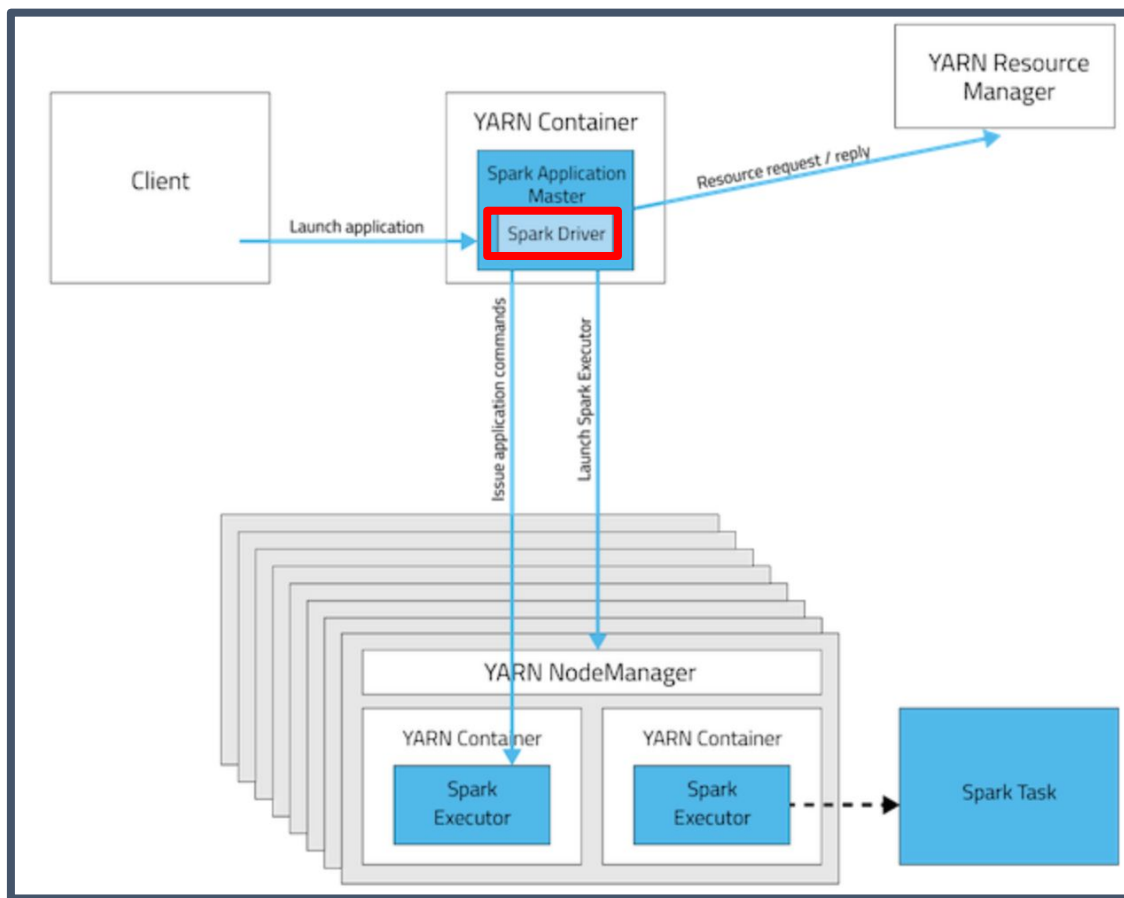 YARN Resource
Manager
YARN Container
Client
Spark Application
Master
Resource request / reply
Launch application
Spark Driver
Issue application commands
Launch Spark Executor
YARN NodeManager
YARN Container
YARN Container
Spark
Executor
Spark
Executor
Spark Task